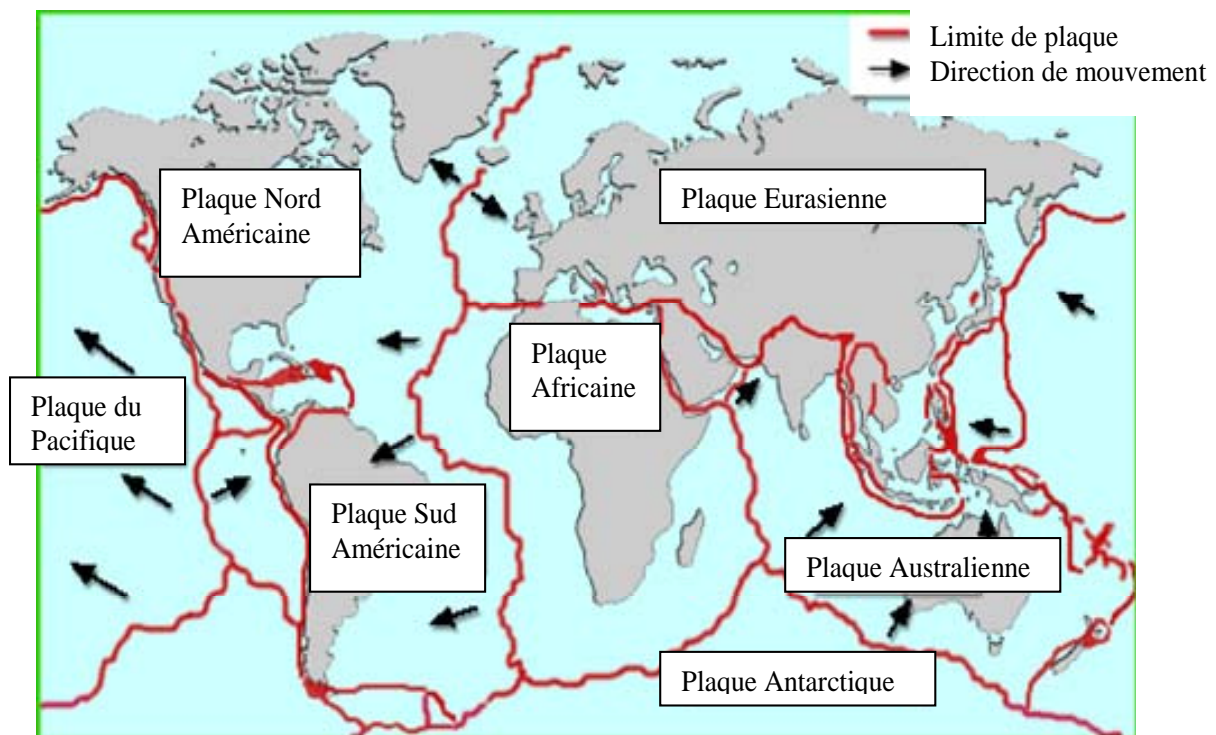 Limite de plaque
Direction de mouvement
Plaque Nord
Américaine
Plaque Eurasienne
Plaque
Africaine
Plaque du
Pacifique
Plaque Sud
Américaine
Plaque Australienne
Plaque Antarctique